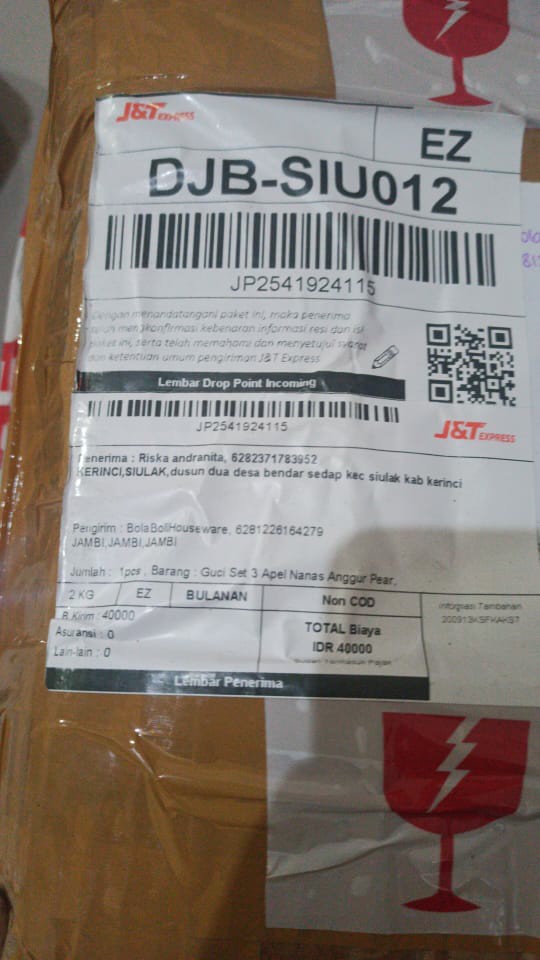 J&T EXPRESS
EZ
DJB-SIU012
JP2541924115
Dengan menandatangani paket ini, maka penerima
telah mengkonfirmasi kebenaran informasi resi dan isi
paket ini, serta telah memahami dan menyetujui syarat
dan ketentuan umum pengiriman J&T Express
Lembar Drop Point Incoming
JP2541924115
J&T EXPRESS
Penerima : Riska andranita, 6282371783952
KERINCI,SIULAK,dusun dua desa bendar sedap kec siulak kab kerinci
Pengirim : BolaBoliHouseware, 6281226164279
JAMBI,JAMBI,JAMBI
Jumlah : 1pcs , Barang : Guci Set 3 Apel Nanas Anggur Pear,
2 KG EZ BULANAN Non COD
Informasi Tambahan
B.Kirim : 40000
Asuransi : 0
Lain-lain : 0
TOTAL Biaya
IDR 40000
Sudah Termasuk Pajak
Lembar Penerima